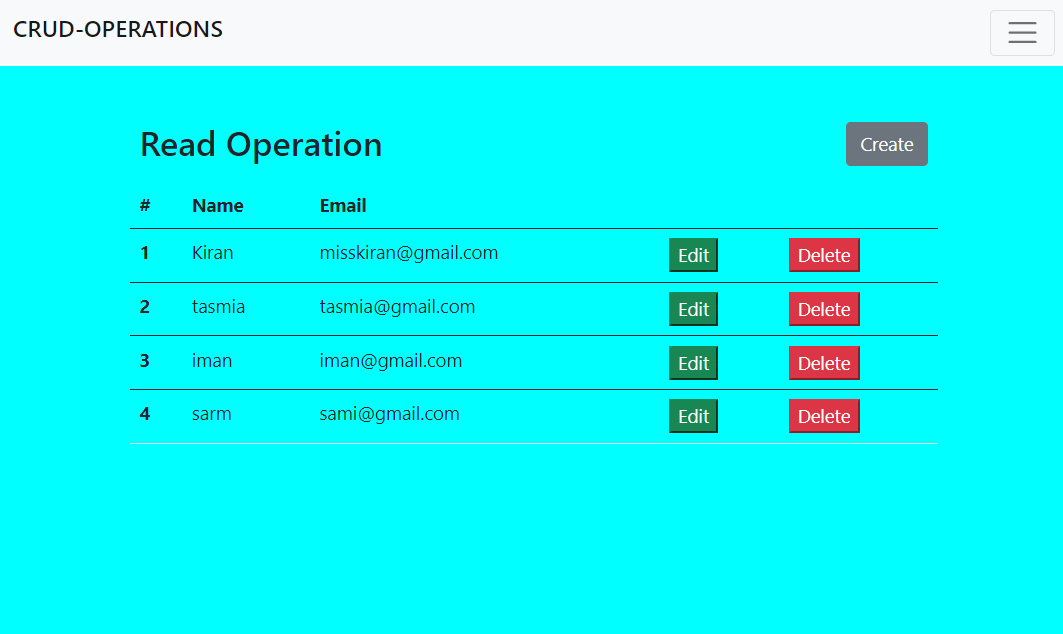 CRUD-OPERATIONS
Read Operation Create
# Name Email
1 Kiran misskiran@gmail.com Edit Delete
2 tasmia tasmia@gmail.com Edit Delete
3 iman iman@gmail.com Edit Delete
4 sarm sami@gmail.com Edit Delete